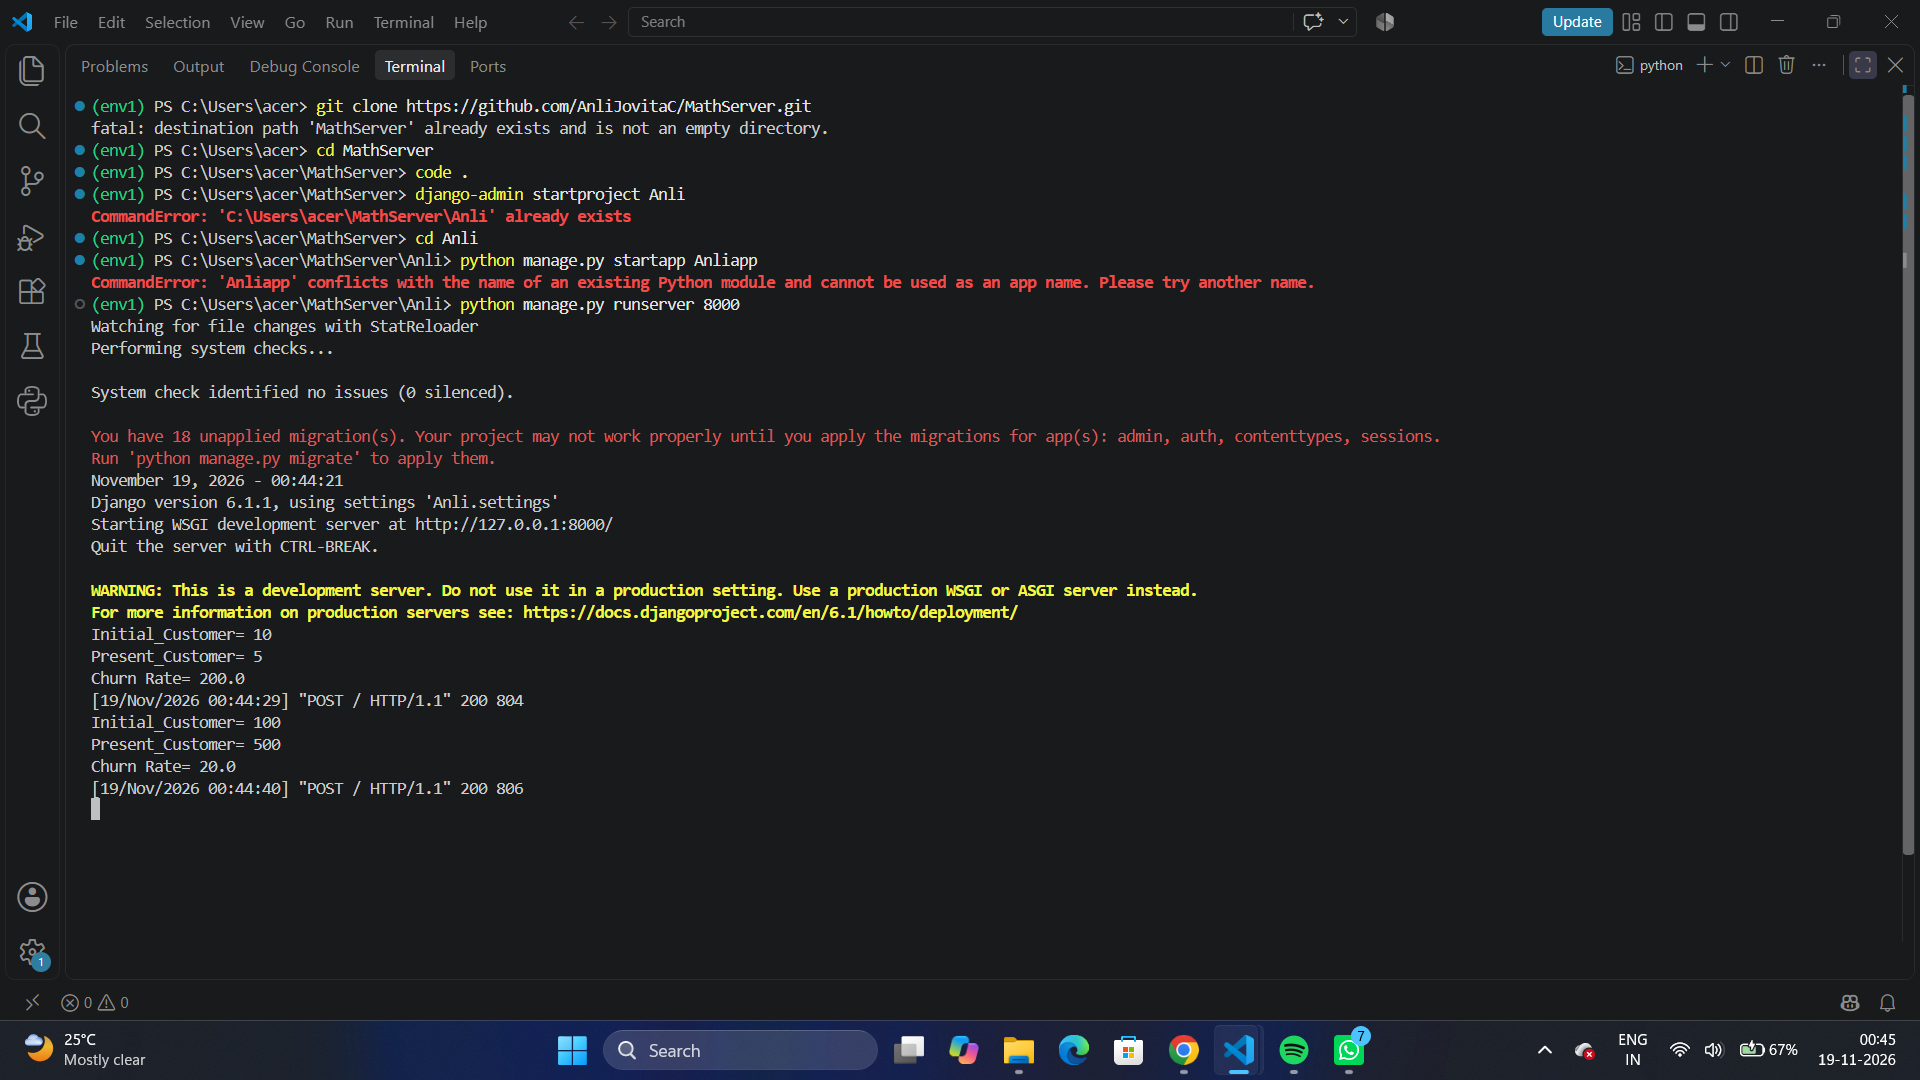 File Edit Selection View Go Run Terminal Help Search Update
Problems Output Debug Console Terminal Ports python
(env1) PS C:\Users\acer> git clone https://github.com/AnliJovitaC/MathServer.git
fatal: destination path 'MathServer' already exists and is not an empty directory.
(env1) PS C:\Users\acer> cd MathServer
(env1) PS C:\Users\acer\MathServer> code .
(env1) PS C:\Users\acer\MathServer> django-admin startproject Anli
CommandError: 'C:\Users\acer\MathServer\Anli' already exists
(env1) PS C:\Users\acer\MathServer> cd Anli
(env1) PS C:\Users\acer\MathServer\Anli> python manage.py startapp Anliapp
CommandError: 'Anliapp' conflicts with the name of an existing Python module and cannot be used as an app name. Please try another name.
(env1) PS C:\Users\acer\MathServer\Anli> python manage.py runserver 8000
Watching for file changes with StatReloader
Performing system checks...
System check identified no issues (0 silenced).
You have 18 unapplied migration(s). Your project may not work properly until you apply the migrations for app(s): admin, auth, contenttypes, sessions.
Run 'python manage.py migrate' to apply them.
November 19, 2026 - 00:44:21
Django version 6.1.1, using settings 'Anli.settings'
Starting WSGI development server at http://127.0.0.1:8000/
Quit the server with CTRL-BREAK.
WARNING: This is a development server. Do not use it in a production setting. Use a production WSGI or ASGI server instead.
For more information on production servers see: https://docs.djangoproject.com/en/6.1/howto/deployment/
Initial_Customer= 10
Present_Customer= 5
Churn Rate= 200.0
[19/Nov/2026 00:44:29] "POST / HTTP/1.1" 200 804
Initial_Customer= 100
Present_Customer= 500
Churn Rate= 20.0
[19/Nov/2026 00:44:40] "POST / HTTP/1.1" 200 806
1
0 0
25°C
Mostly clear
Search
7
ENG
IN
67%
00:45
19-11-2026